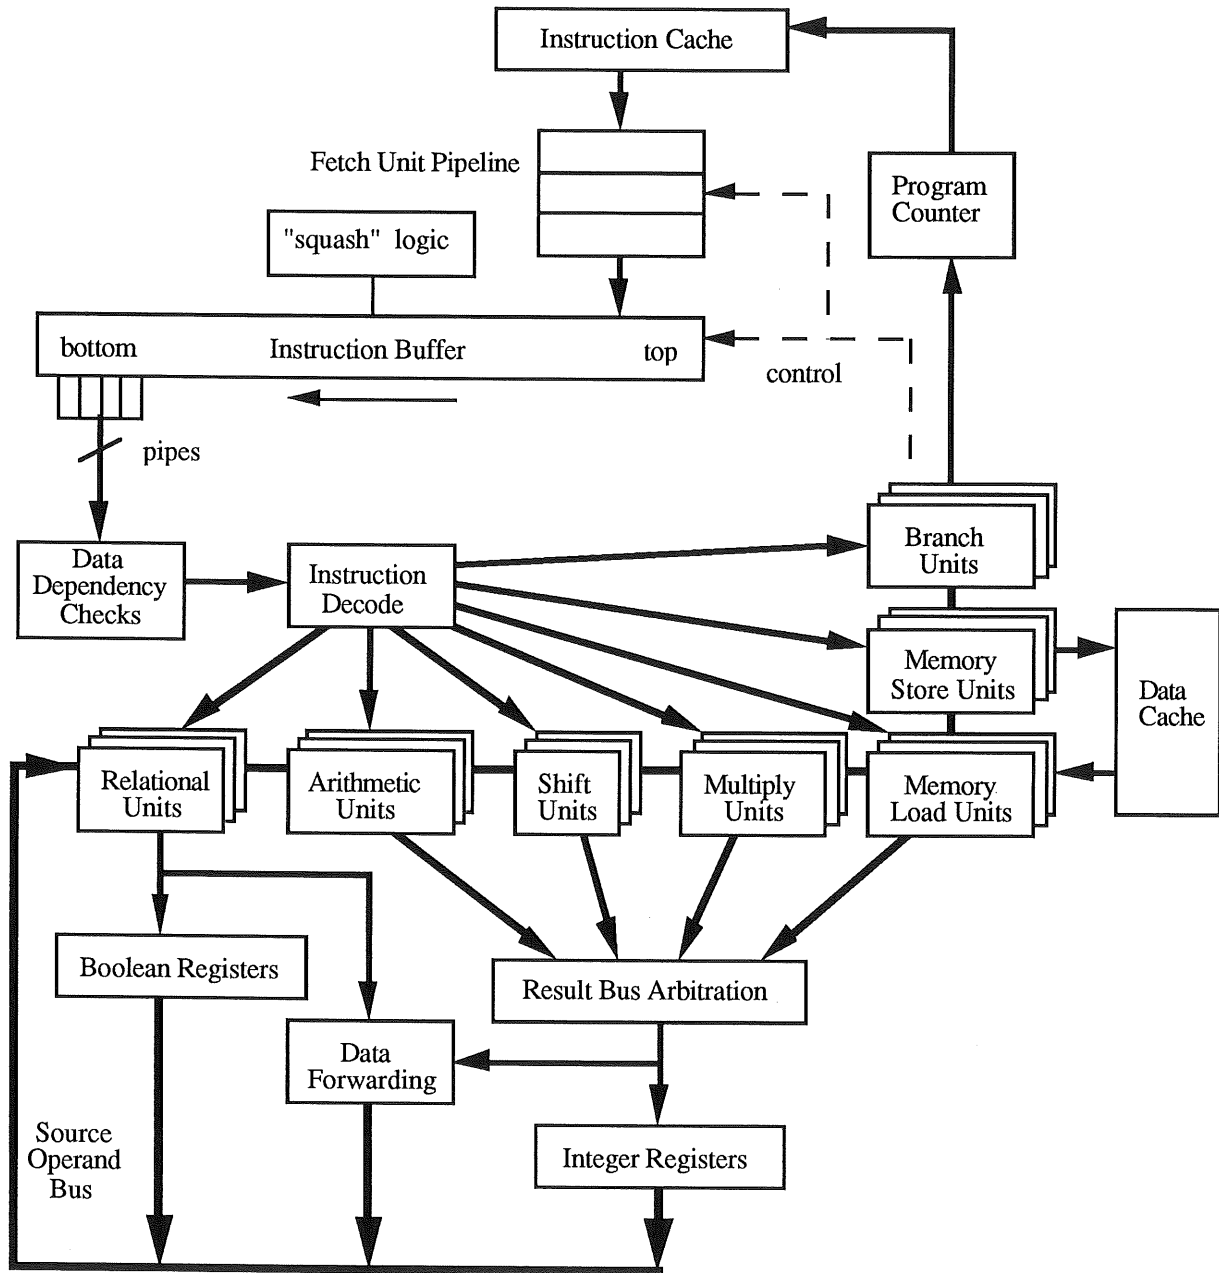 Instruction Cache
Fetch Unit Pipeline
Program
Counter
"squash" logic
bottom
Instruction Buffer
top
control
pipes
Data
Dependency
Checks
Instruction
Decode
Branch
Units
Memory
Store Units
Data
Cache
Relational
Units
Arithmetic
Units
Shift
Units
Multiply
Units
Memory
Load Units
Boolean Registers
Result Bus Arbitration
Data
Forwarding
Source
Operand
Bus
Integer Registers